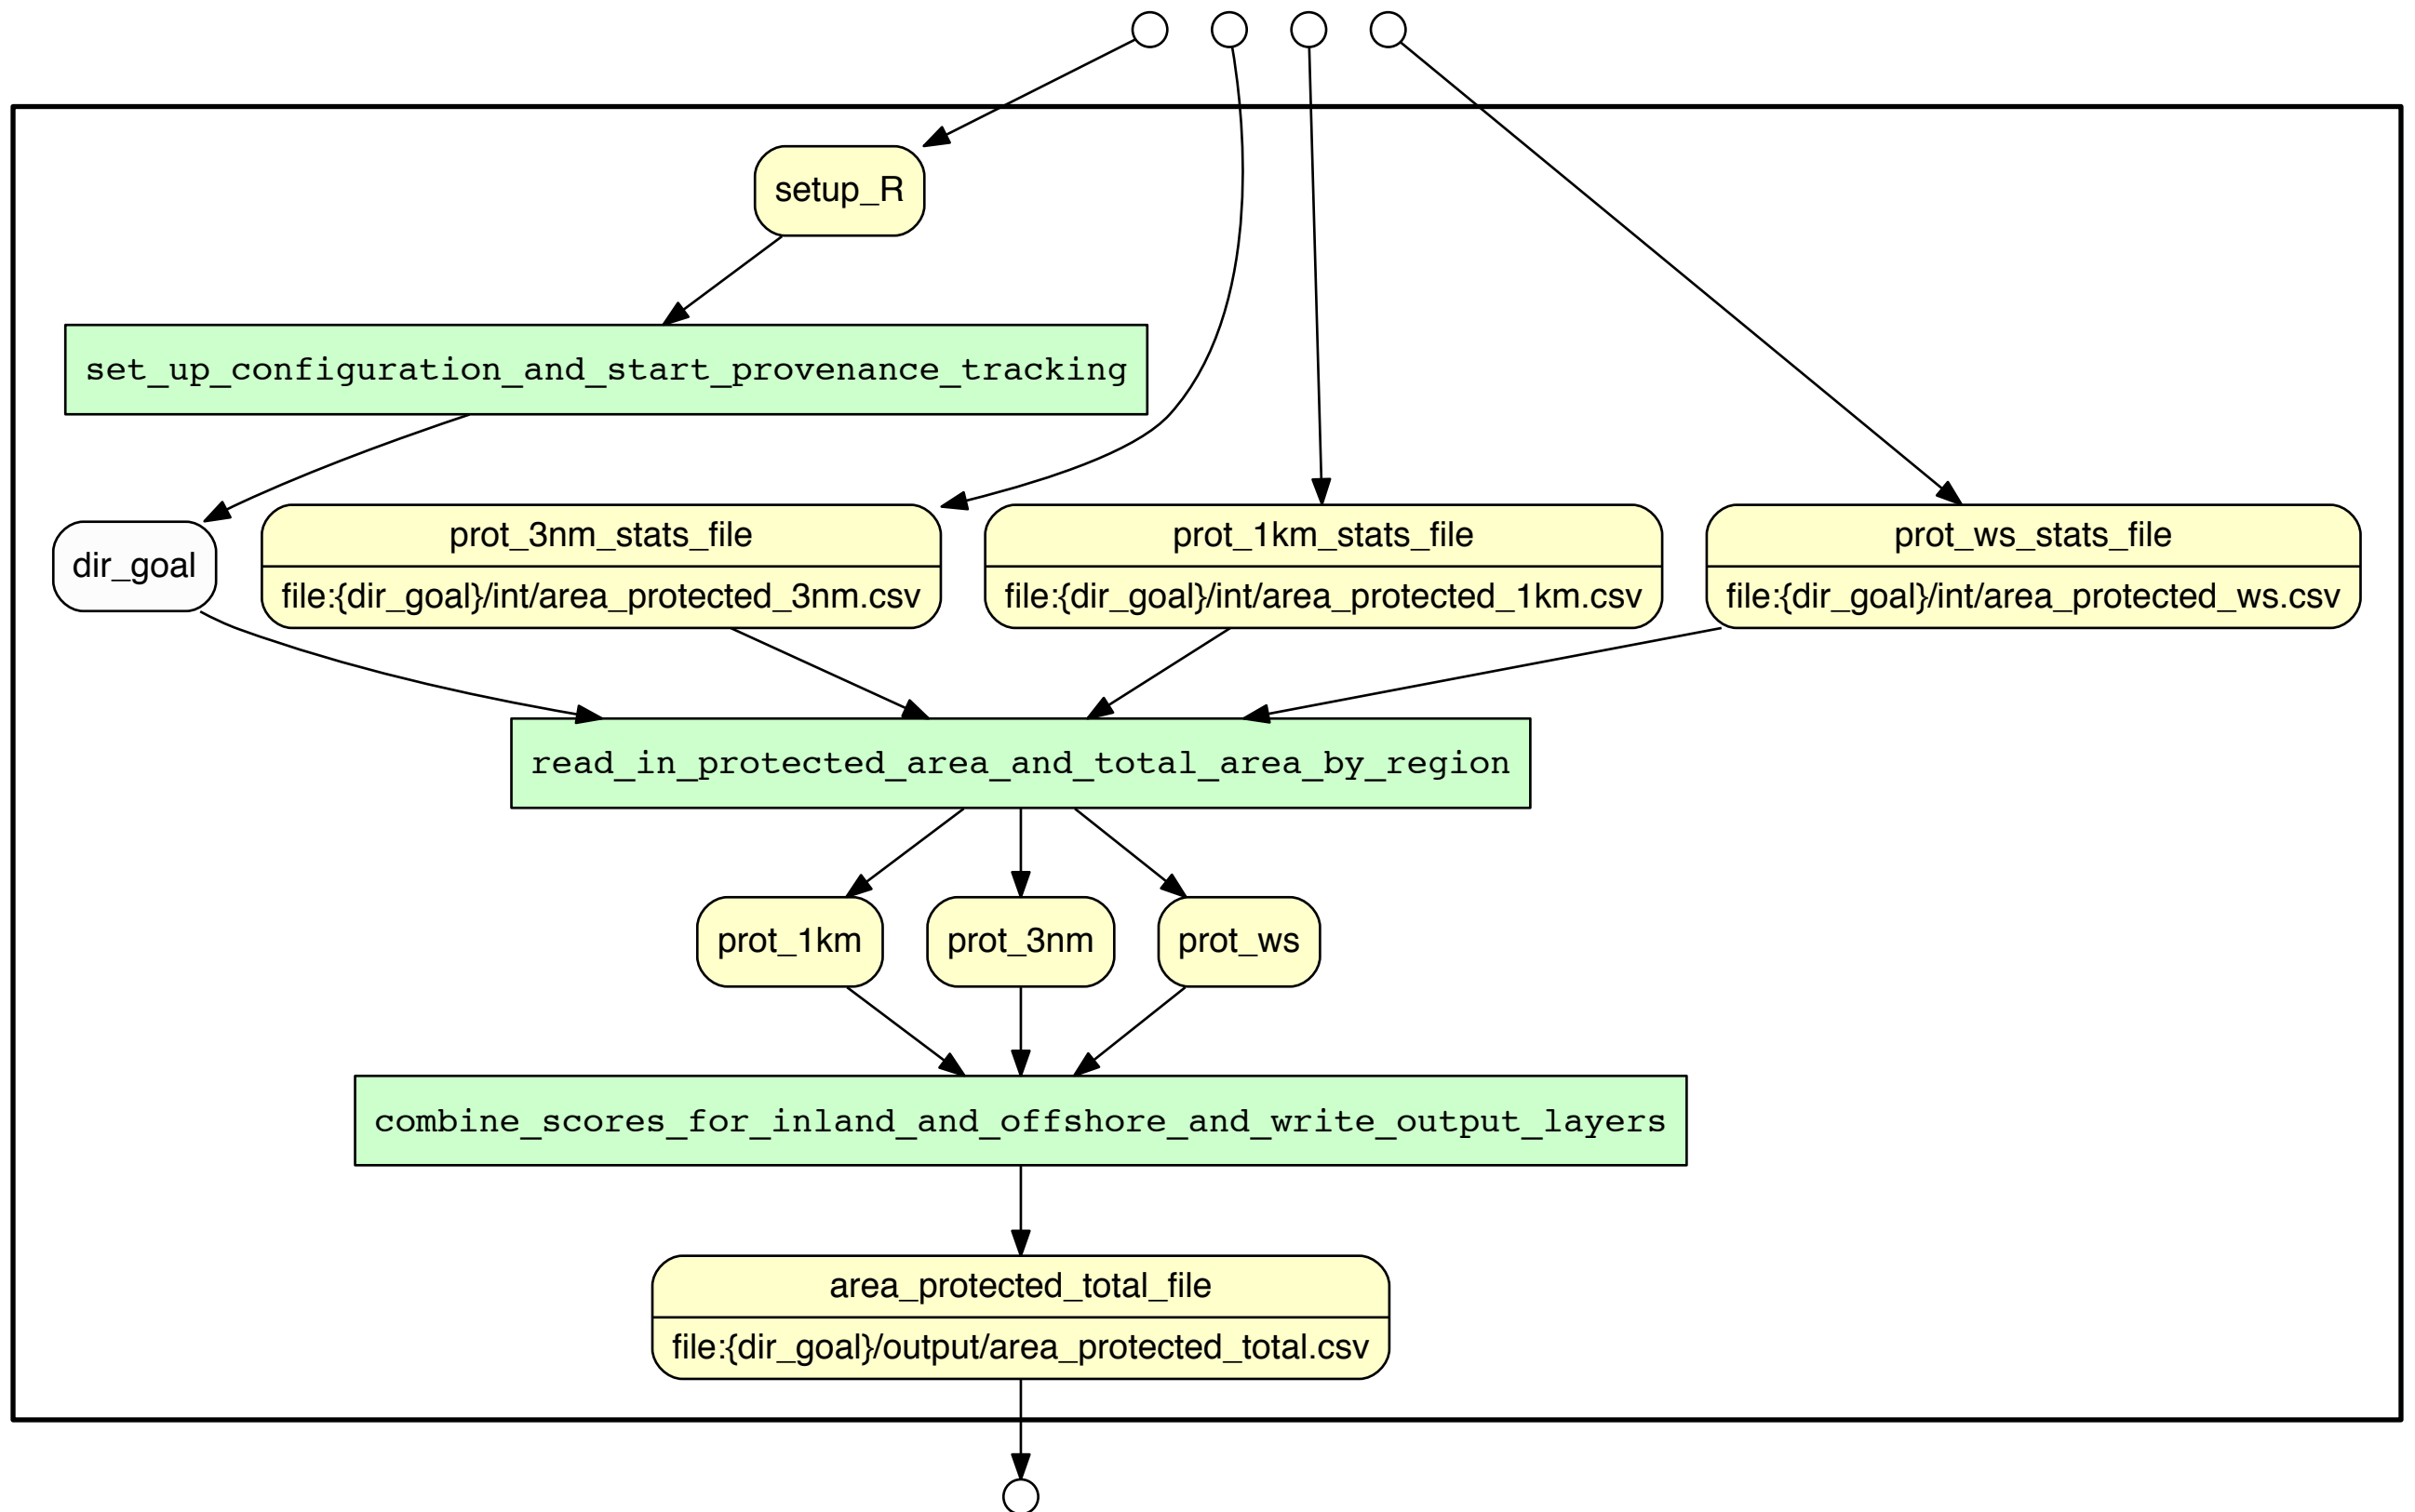 setup_R
set_up_configuration_and_start_provenance_tracking
dir_goal
prot_3nm_stats_file
file:{dir_goal}/int/area_protected_3nm.csv
prot_1km_stats_file
file:{dir_goal}/int/area_protected_1km.csv
prot_ws_stats_file
file:{dir_goal}/int/area_protected_ws.csv
read_in_protected_area_and_total_area_by_region
prot_1km
prot_3nm
prot_ws
combine_scores_for_inland_and_offshore_and_write_output_layers
area_protected_total_file
file:{dir_goal}/output/area_protected_total.csv